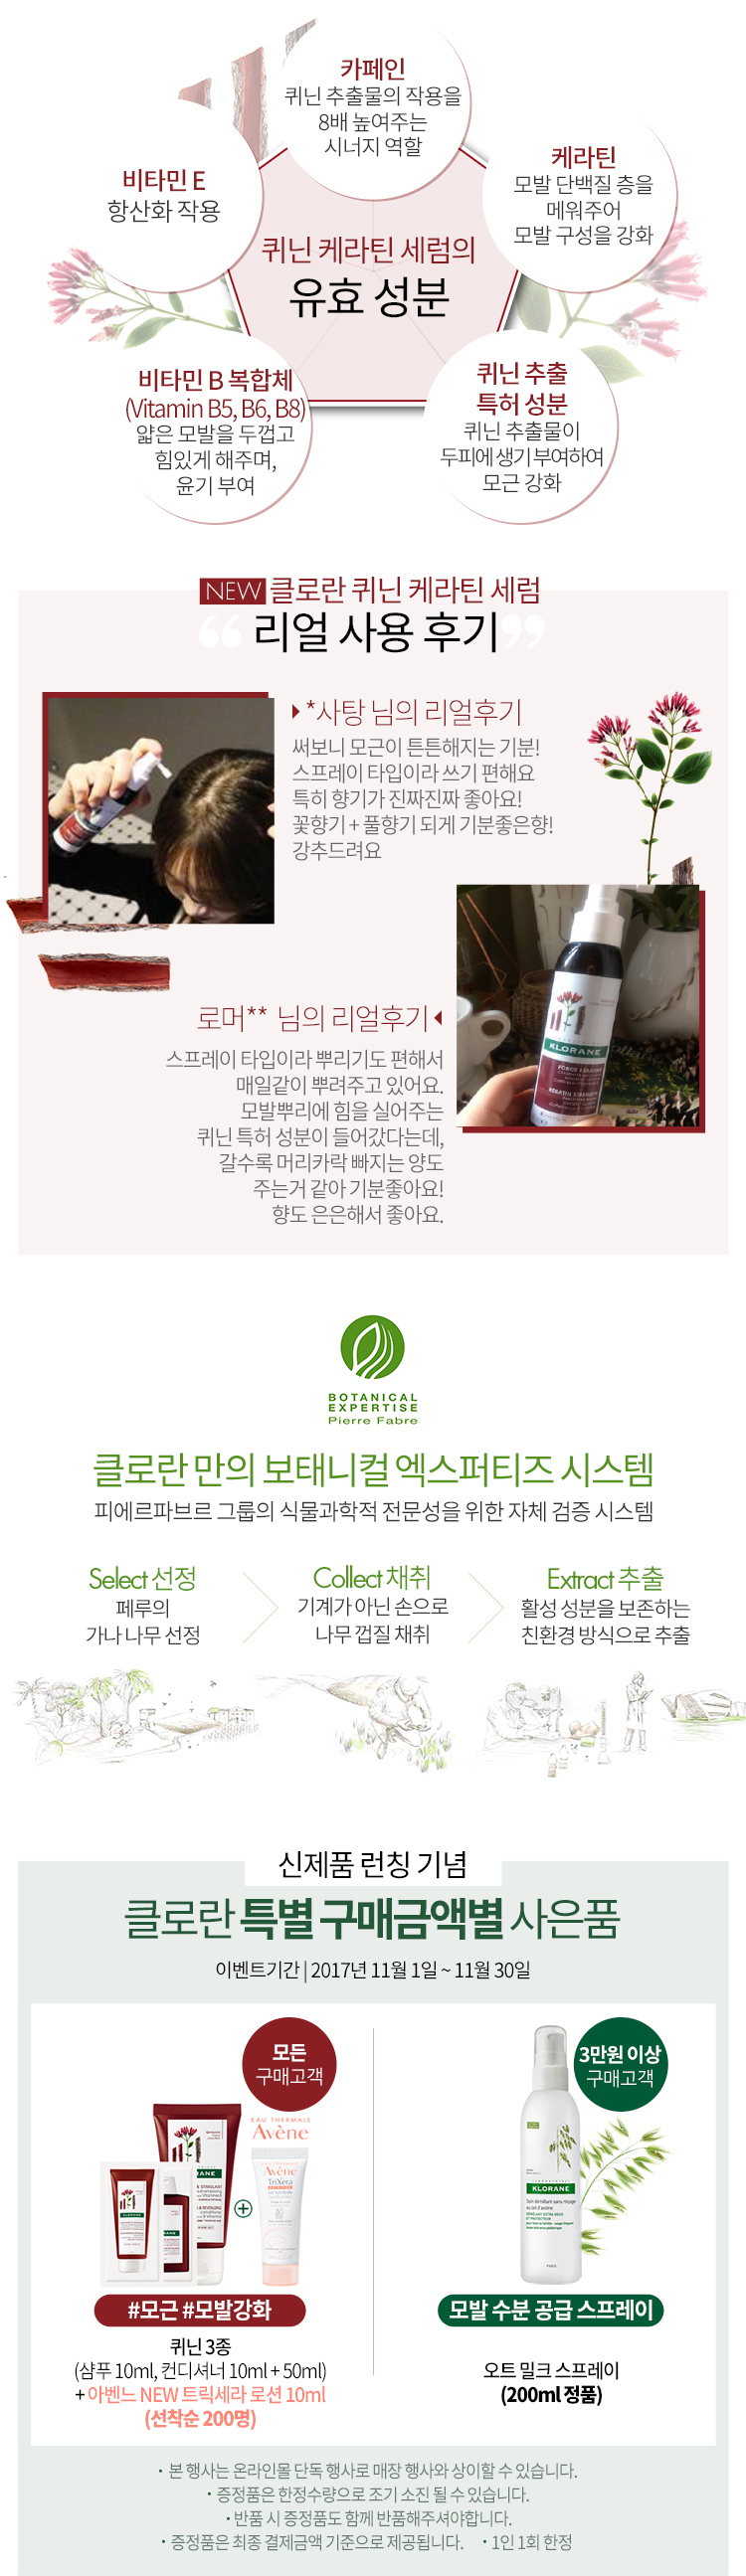 카페인
퀴닌 추출물의 작용을
8배 높여주는
시너지 역할
비타민 E
항산화 작용
케라틴
모발 단백질 층을
메워주어
모발 구성을 강화
퀴닌 케라틴 세럼의
유효 성분
비타민 B 복합체
(Vitamin B5, B6, B8)
얇은 모발을 두껍고
힘있게 해주며,
윤기 부여
퀴닌 추출
특허 성분
퀴닌 추출물이
두피에 생기 부여하여
모근 강화
NEW 클로란 퀴닌 케라틴 세럼
“ 리얼 사용 후기 ”
*사탕 님의 리얼후기
써보니 모근이 튼튼해지는 기분!
스프레이 타입이라 쓰기 편해요
특히 향기가 진짜진짜 좋아요!
꽃향기 + 풀향기 되게 기분좋은향!
강추드려요
KLORANE
로머** 님의 리얼후기
스프레이 타입이라 뿌리기도 편해서
매일같이 뿌려주고 있어요.
모발뿌리에 힘을 실어주는
퀴닌 특허 성분이 들어갔다는데,
갈수록 머리카락 빠지는 양도
주는거 같아 기분좋아요!
향도 은은해서 좋아요.
BOTANICAL
EXPERTISE
Pierre Fabre
클로란 만의 보태니컬 엑스퍼티즈 시스템
피에르파브르 그룹의 식물과학적 전문성을 위한 자체 검증 시스템
Select 선정
페루의
가나 나무 선정
Collect 채취
기계가 아닌 손으로
나무 껍질 채취
Extract 추출
활성 성분을 보존하는
친환경 방식으로 추출
신제품 런칭 기념
클로란 특별 구매금액별 사은품
이벤트기간 | 2017년 11월 1일 ~ 11월 30일
모든
구매고객
EAU THERMALE
Avène
Avène
TriXera
#모근 #모발강화
퀴닌 3종
(샴푸 10ml, 컨디셔너 10ml + 50ml)
+ 아벤느 NEW 트릭세라 로션 10ml
(선착순 200명)
3만원 이상
구매고객
KLORANE
모발 수분 공급 스프레이
오트 밀크 스프레이
(200ml 정품)
• 본 행사는 온라인몰 단독 행사로 매장 행사와 상이할 수 있습니다.
• 증정품은 한정수량으로 조기 소진 될 수 있습니다.
• 반품 시 증정품도 함께 반품해주셔야합니다.
• 증정품은 최종 결제금액 기준으로 제공됩니다. • 1인 1회 한정